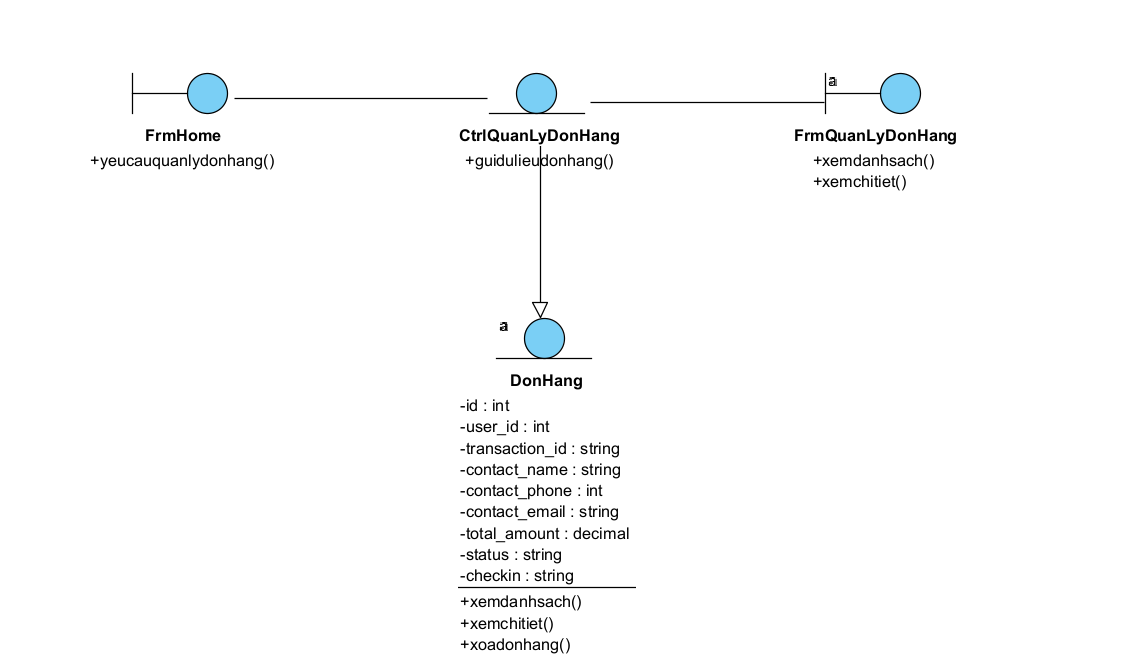 a
FrmHome
CtrlQuanLyDonHang
FrmQuanLyDonHang
+yeucauquanlydonhang()
+guidulieudonhang()
+xemdanhsach()
+xemchitiet()
a
DonHang
-id : int
-user_id : int
-transaction_id : string
-contact_name : string
-contact_phone : int
-contact_email : string
-total_amount : decimal
-status : string
-checkin : string
+xemdanhsach()
+xemchitiet()
+xoadonhang()